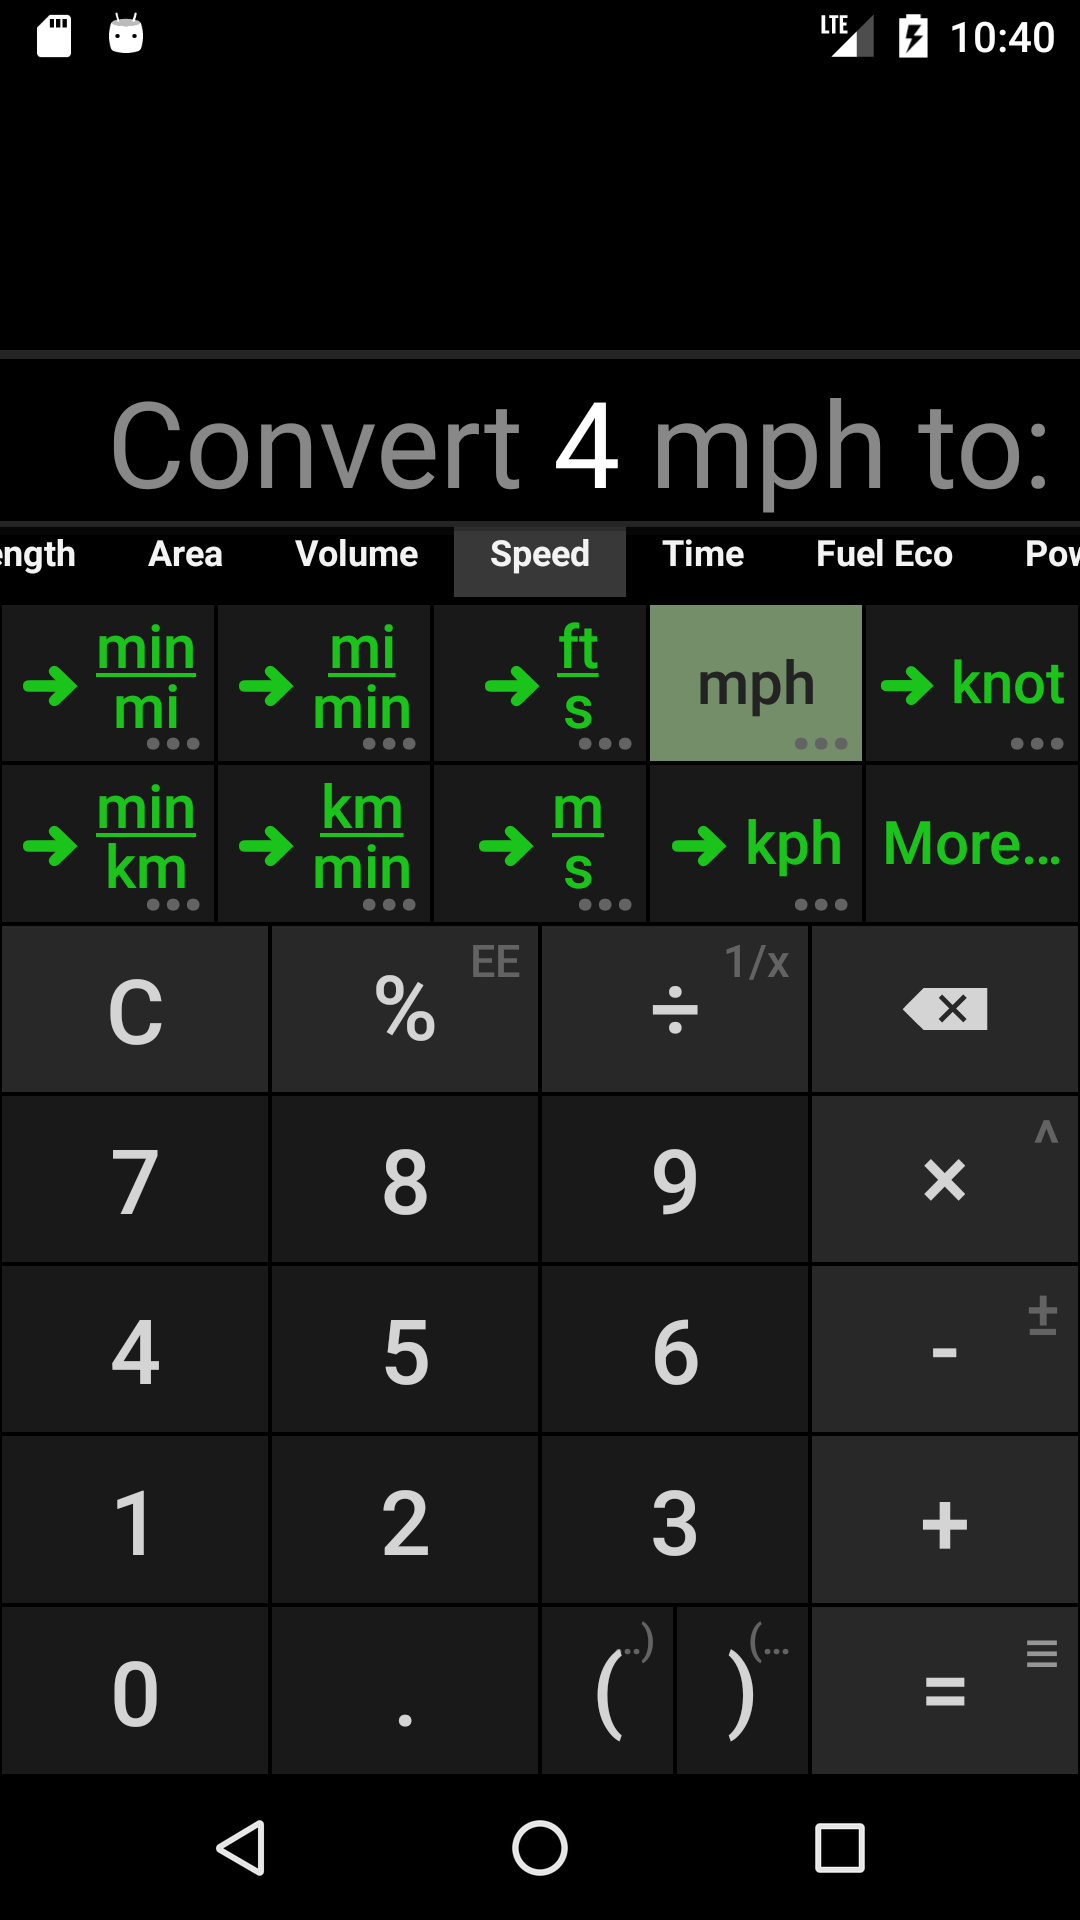 LTE 10:40
Convert 4 mph to:
ength Area Volume Speed Time Fuel Eco Pow
min mi ft mph knot
mi min s
min km m kph More...
km min s
C % EE ÷ 1/x
7 8 9 × ^
4 5 6 - ±
1 2 3 +
0 . ( ..) ) (... =